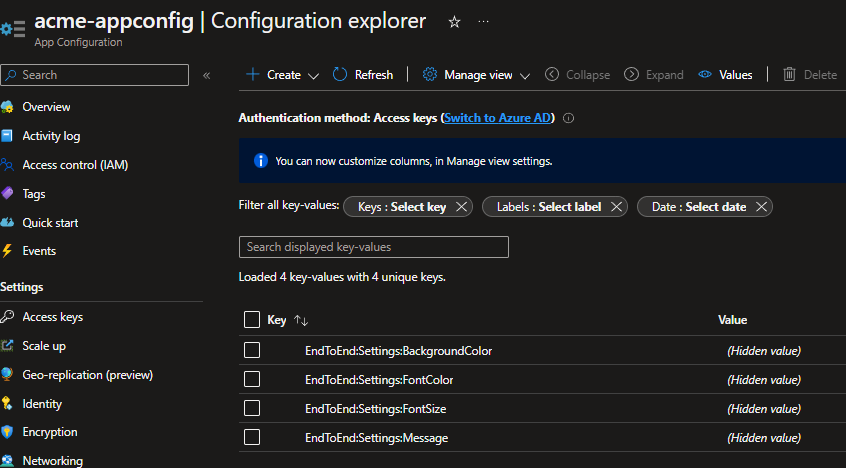 acme-appconfig | Configuration explorer
App Configuration
Search
Overview
Activity log
Access control (IAM)
Tags
Quick start
Events
Settings
Access keys
Scale up
Geo-replication (preview)
Identity
Encryption
Networking
Create Refresh Manage view Collapse Expand Values Delete
Authentication method: Access keys (Switch to Azure AD)
You can now customize columns, in Manage view settings.
Filter all key-values: Keys : Select key Labels : Select label Date : Select date
Search displayed key-values
Loaded 4 key-values with 4 unique keys.
Key Value
EndToEnd:Settings:BackgroundColor (Hidden value)
EndToEnd:Settings:FontColor (Hidden value)
EndToEnd:Settings:FontSize (Hidden value)
EndToEnd:Settings:Message (Hidden value)